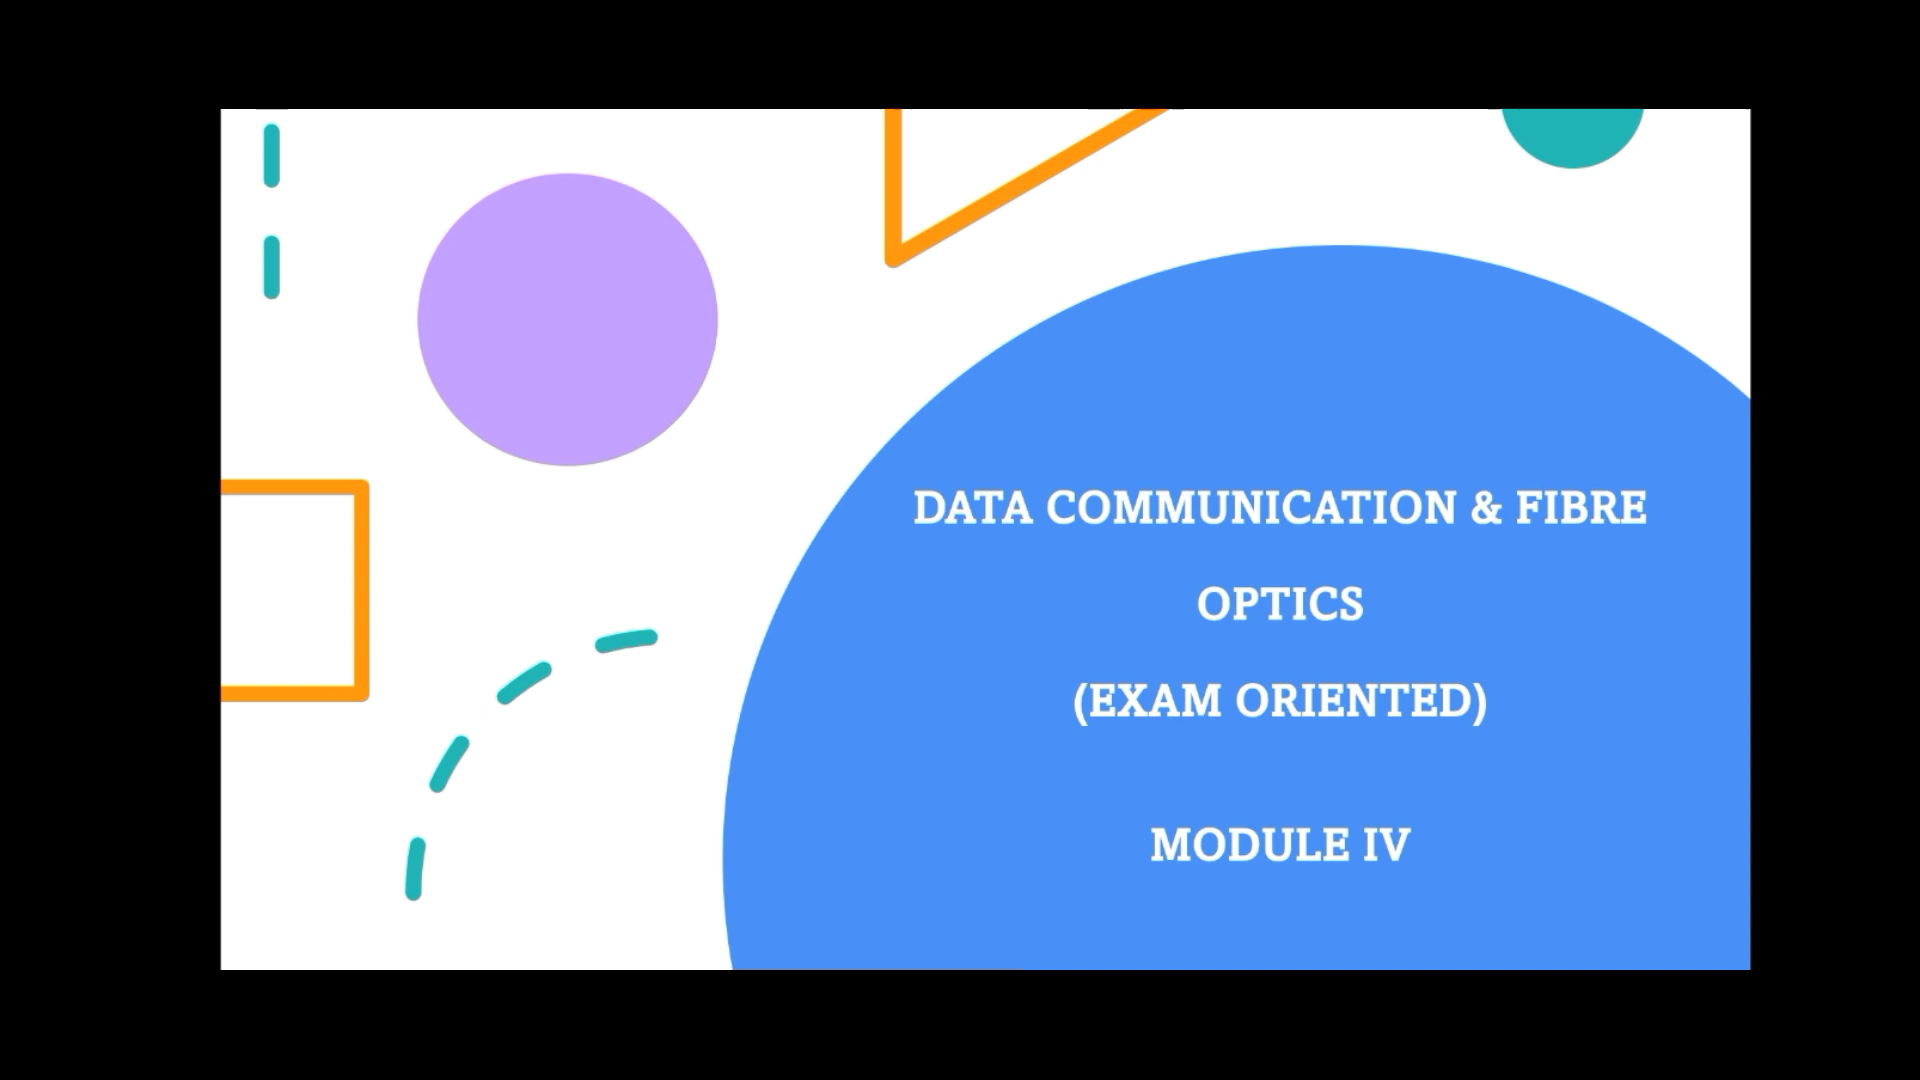 DATA COMMUNICATION & FIBRE
OPTICS
(EXAM ORIENTED)
MODULE IV